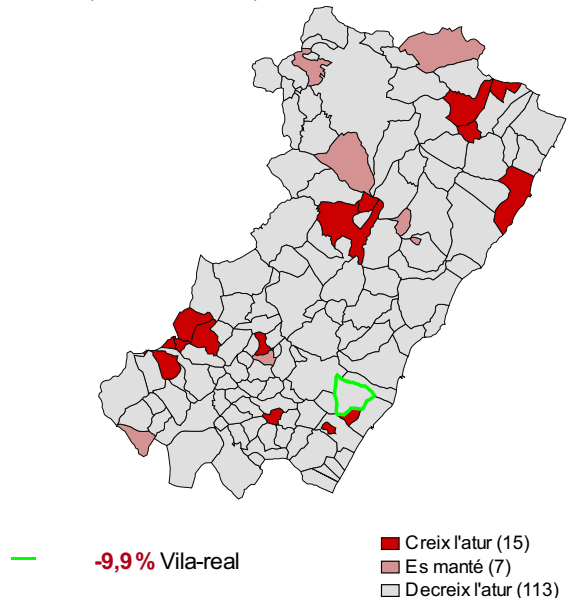 -9,9% Vila-real
Creix l'atur (15)
Es manté (7)
Decreix l'atur (113)